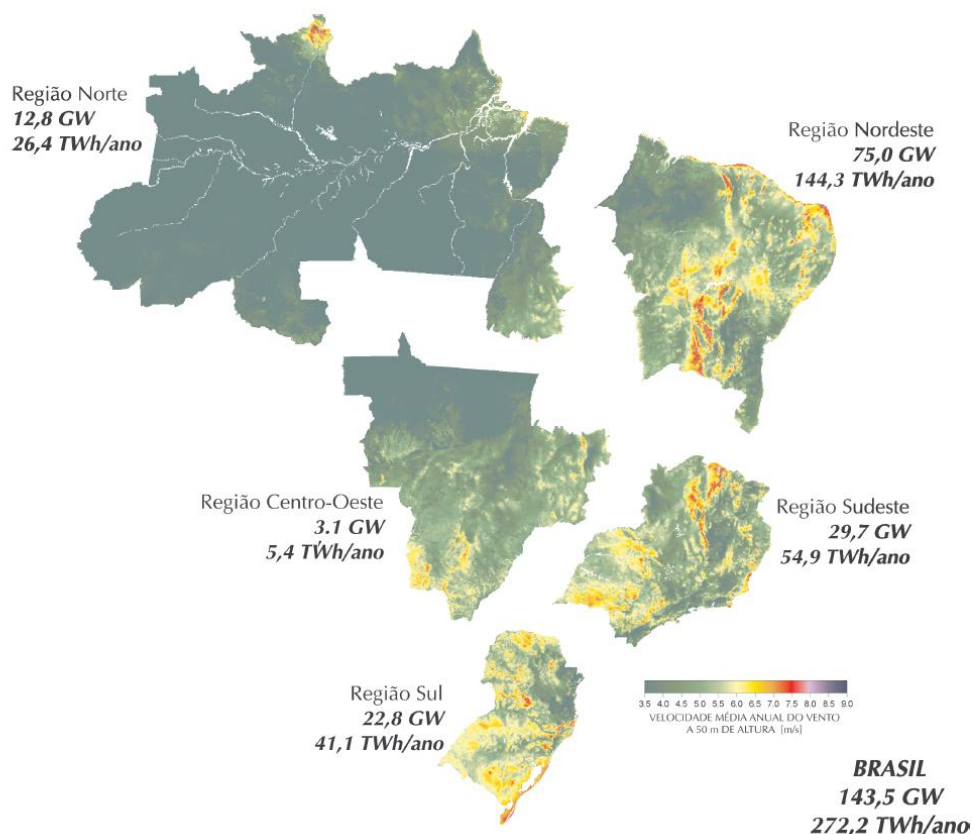 Região Norte
12,8 GW
26,4 TWh/ano
Região Nordeste
75,0 GW
144,3 TWh/ano
Região Centro-Oeste
3.1 GW
5,4 TWh/ano
Região Sudeste
29,7 GW
54,9 TWh/ano
Região Sul
22,8 GW
41,1 TWh/ano
3.5 4.0 4.5 5.0 5.5 6.0 6.5 7.0 7.5 8.0 8.5 9.0
VELOCIDADE MÉDIA ANUAL DO VENTO
A 50 m DE ALTURA [m/s]
BRASIL
143,5 GW
272,2 TWh/ano